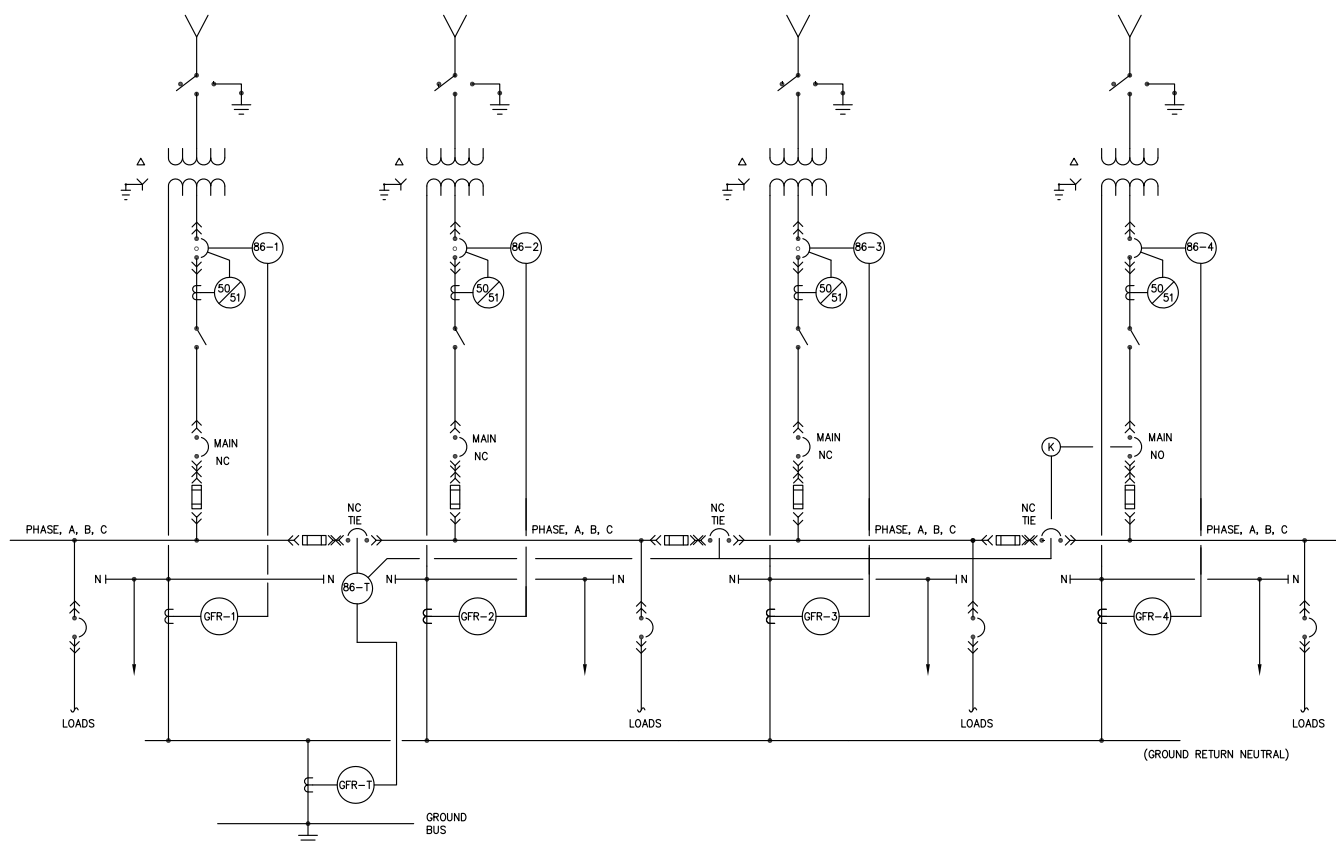 86-1
86-2
86-3
86-4
50
51
50
51
50
51
50
51
MAIN
NC
MAIN
NC
MAIN
NC
K
MAIN
NO
PHASE, A, B, C
NC
TIE
PHASE, A, B, C
NC
TIE
PHASE, A, B, C
NC
TIE
PHASE, A, B, C
N
N
86-T
N
N
N
N
N
N
GFR-1
GFR-2
GFR-3
GFR-4
LOADS
LOADS
LOADS
LOADS
(GROUND RETURN NEUTRAL)
GFR-T
GROUND
BUS